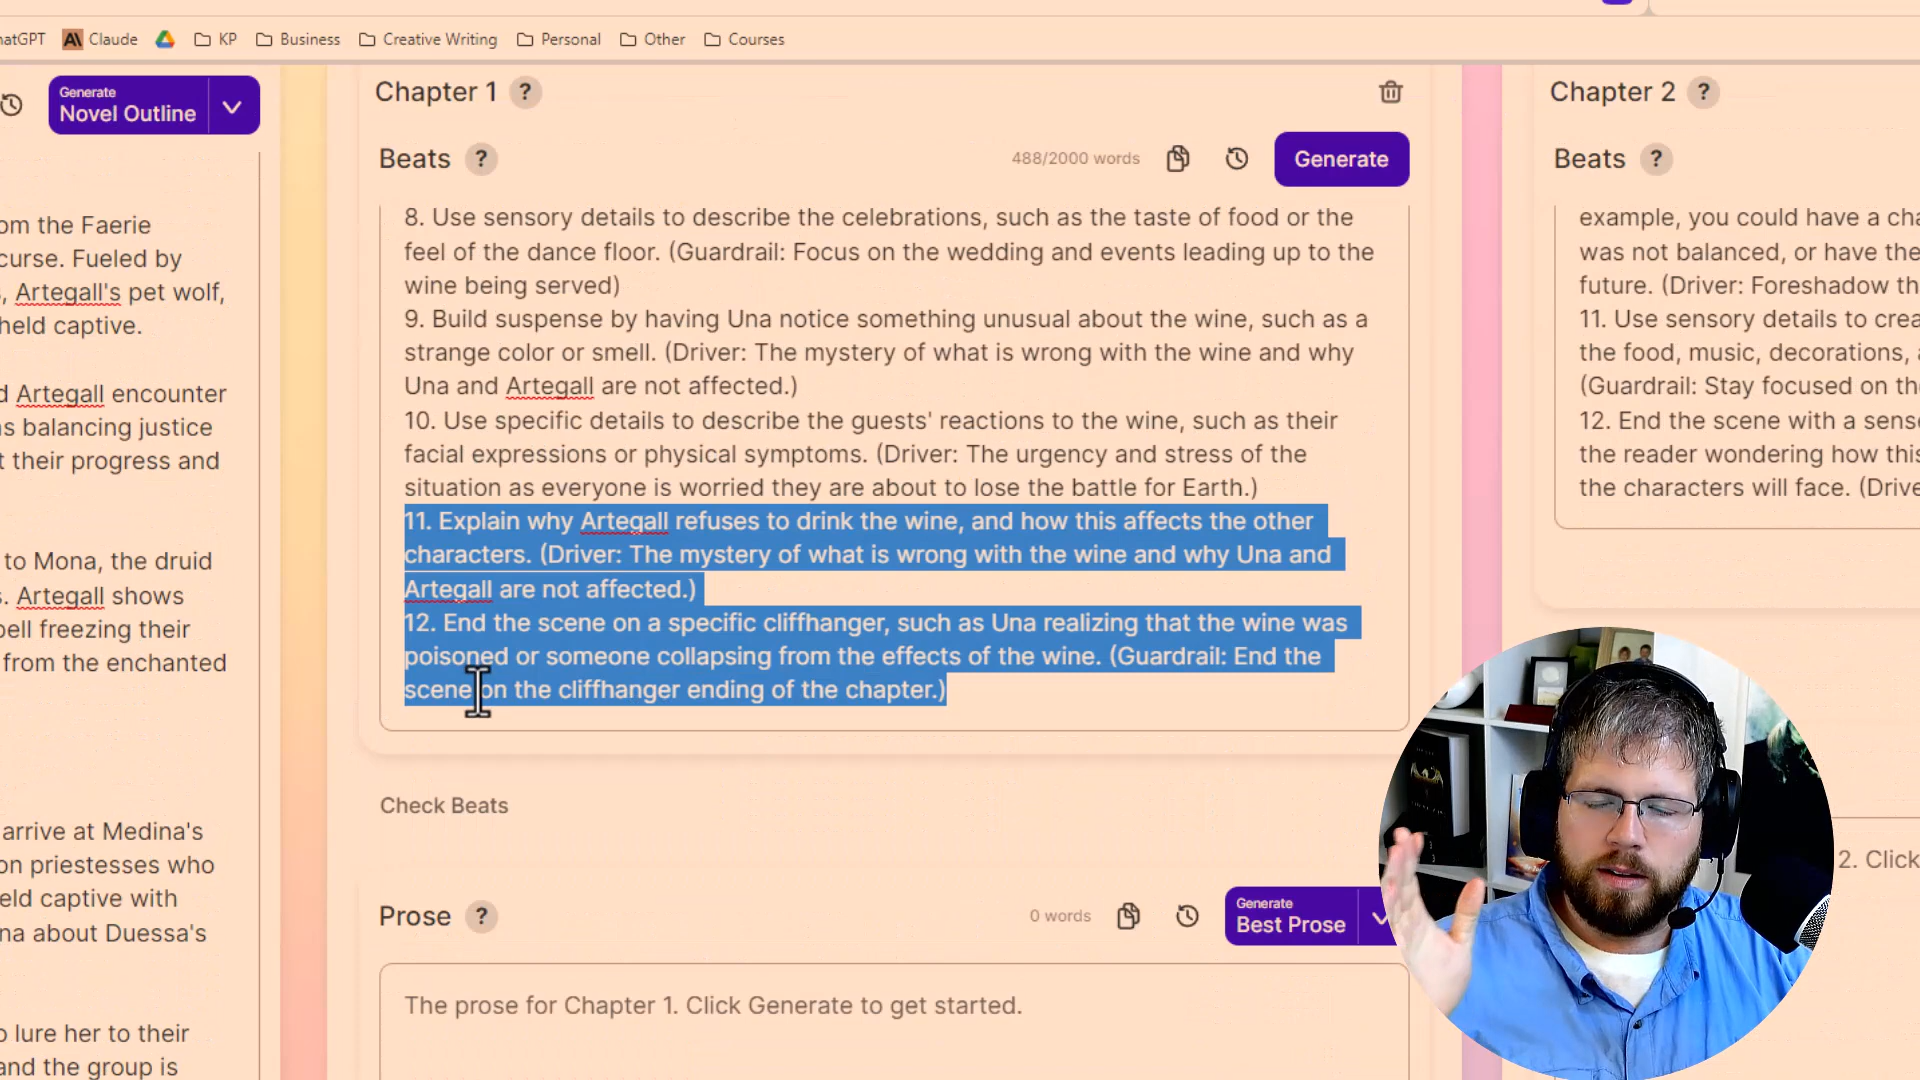 hatGPT
Claude
KP
Business
Creative Writing
Personal
Other
Courses
Generate
Novel Outline
om the Faerie
curse. Fueled by
, Artegall's pet wolf,
held captive.
d Artegall encounter
as balancing justice
t their progress and
to Mona, the druid
s. Artegall shows
pell freezing their
from the enchanted
arrive at Medina's
on priestesses who
eld captive with
na about Duessa's
o lure her to their
and the group is
Chapter 1 ?
Beats ?
488/2000 words
Generate
8. Use sensory details to describe the celebrations, such as the taste of food or the
feel of the dance floor. (Guardrail: Focus on the wedding and events leading up to the
wine being served)
9. Build suspense by having Una notice something unusual about the wine, such as a
strange color or smell. (Driver: The mystery of what is wrong with the wine and why
Una and Artegall are not affected.)
10. Use specific details to describe the guests' reactions to the wine, such as their
facial expressions or physical symptoms. (Driver: The urgency and stress of the
situation as everyone is worried they are about to lose the battle for Earth.)
11. Explain why Artegall refuses to drink the wine, and how this affects the other
characters. (Driver: The mystery of what is wrong with the wine and why Una and
Artegall are not affected.)
12. End the scene on a specific cliffhanger, such as Una realizing that the wine was
poisoned or someone collapsing from the effects of the wine. (Guardrail: End the
scene on the cliffhanger ending of the chapter.)
Check Beats
Prose ?
0 words
Generate
Best Prose
The prose for Chapter 1. Click Generate to get started.
Chapter 2 ?
Beats ?
example, you could have a cha
was not balanced, or have the
future. (Driver: Foreshadow th
11. Use sensory details to crea
the food, music, decorations, a
(Guardrail: Stay focused on the
12. End the scene with a sense
the reader wondering how this
the characters will face. (Drive
2. Click